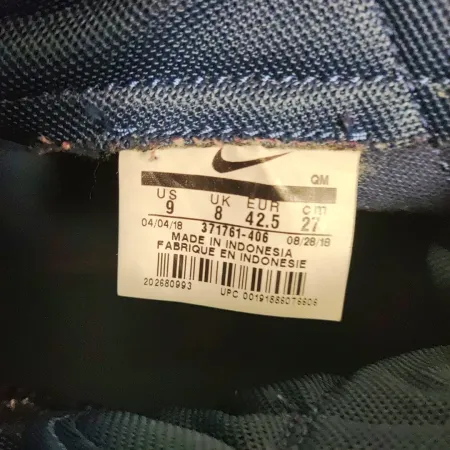 QM
US UK EUR cm
9 8 42.5 27
04/04/18 371761-406 08/28/18
MADE IN INDONESIA
FABRIQUE EN INDONESIE
202680993
UPC